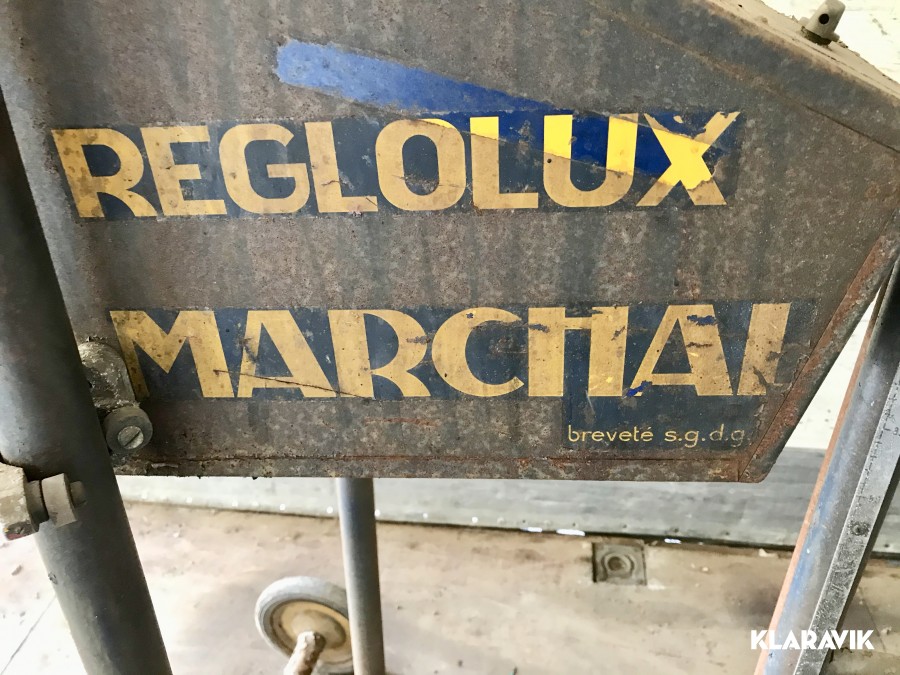 REGLOLUX
MARCHAL
breveté s.g.d.g.
KLARAVIK